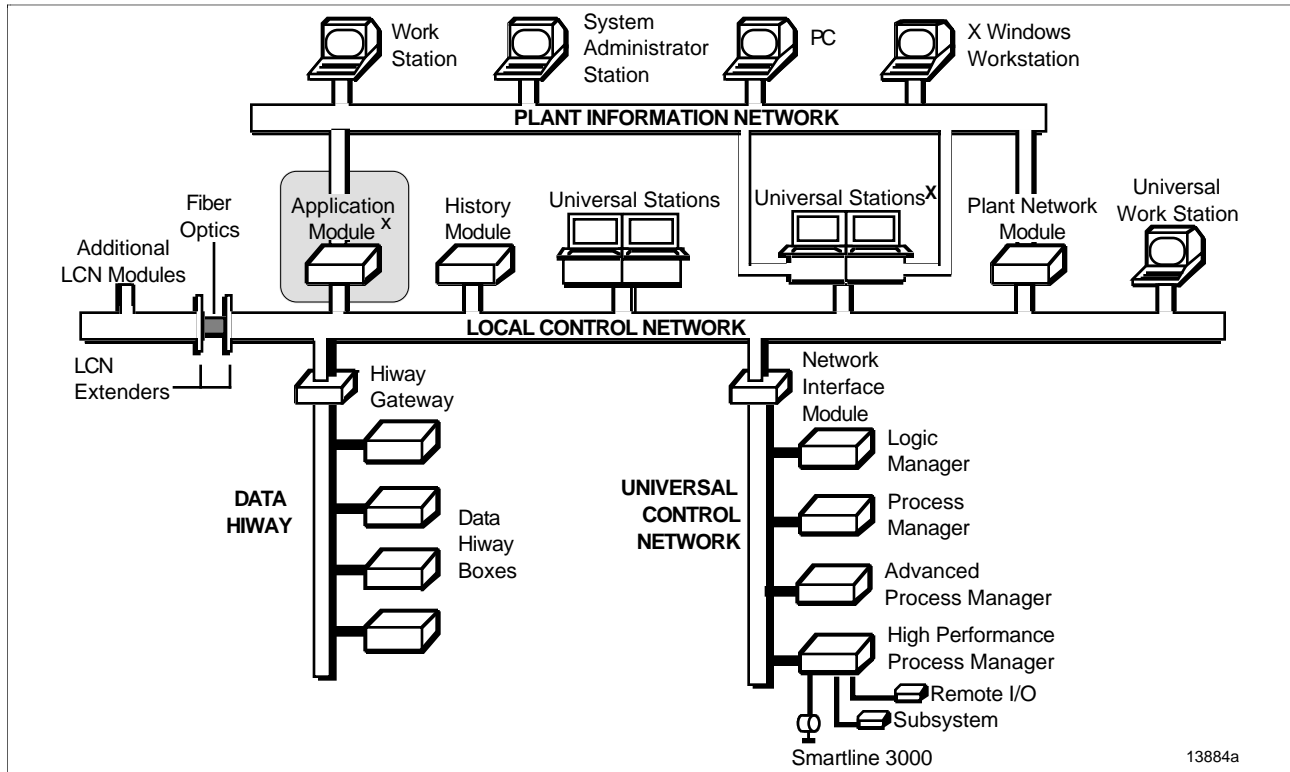 Work
Station
System
Administrator
Station
PC
X Windows
Workstation
PLANT INFORMATION NETWORK
Fiber
Optics
Additional
LCN Modules
Application
Module X
History
Module
Universal Stations
Universal Stations X
Plant Network
Module
Universal
Work Station
LOCAL CONTROL NETWORK
LCN
Extenders
Hiway
Gateway
Network
Interface
Module
DATA
HIWAY
Data
Hiway
Boxes
UNIVERSAL
CONTROL
NETWORK
Logic
Manager
Process
Manager
Advanced
Process Manager
High Performance
Process Manager
Remote I/O
Subsystem
Smartline 3000
13884a